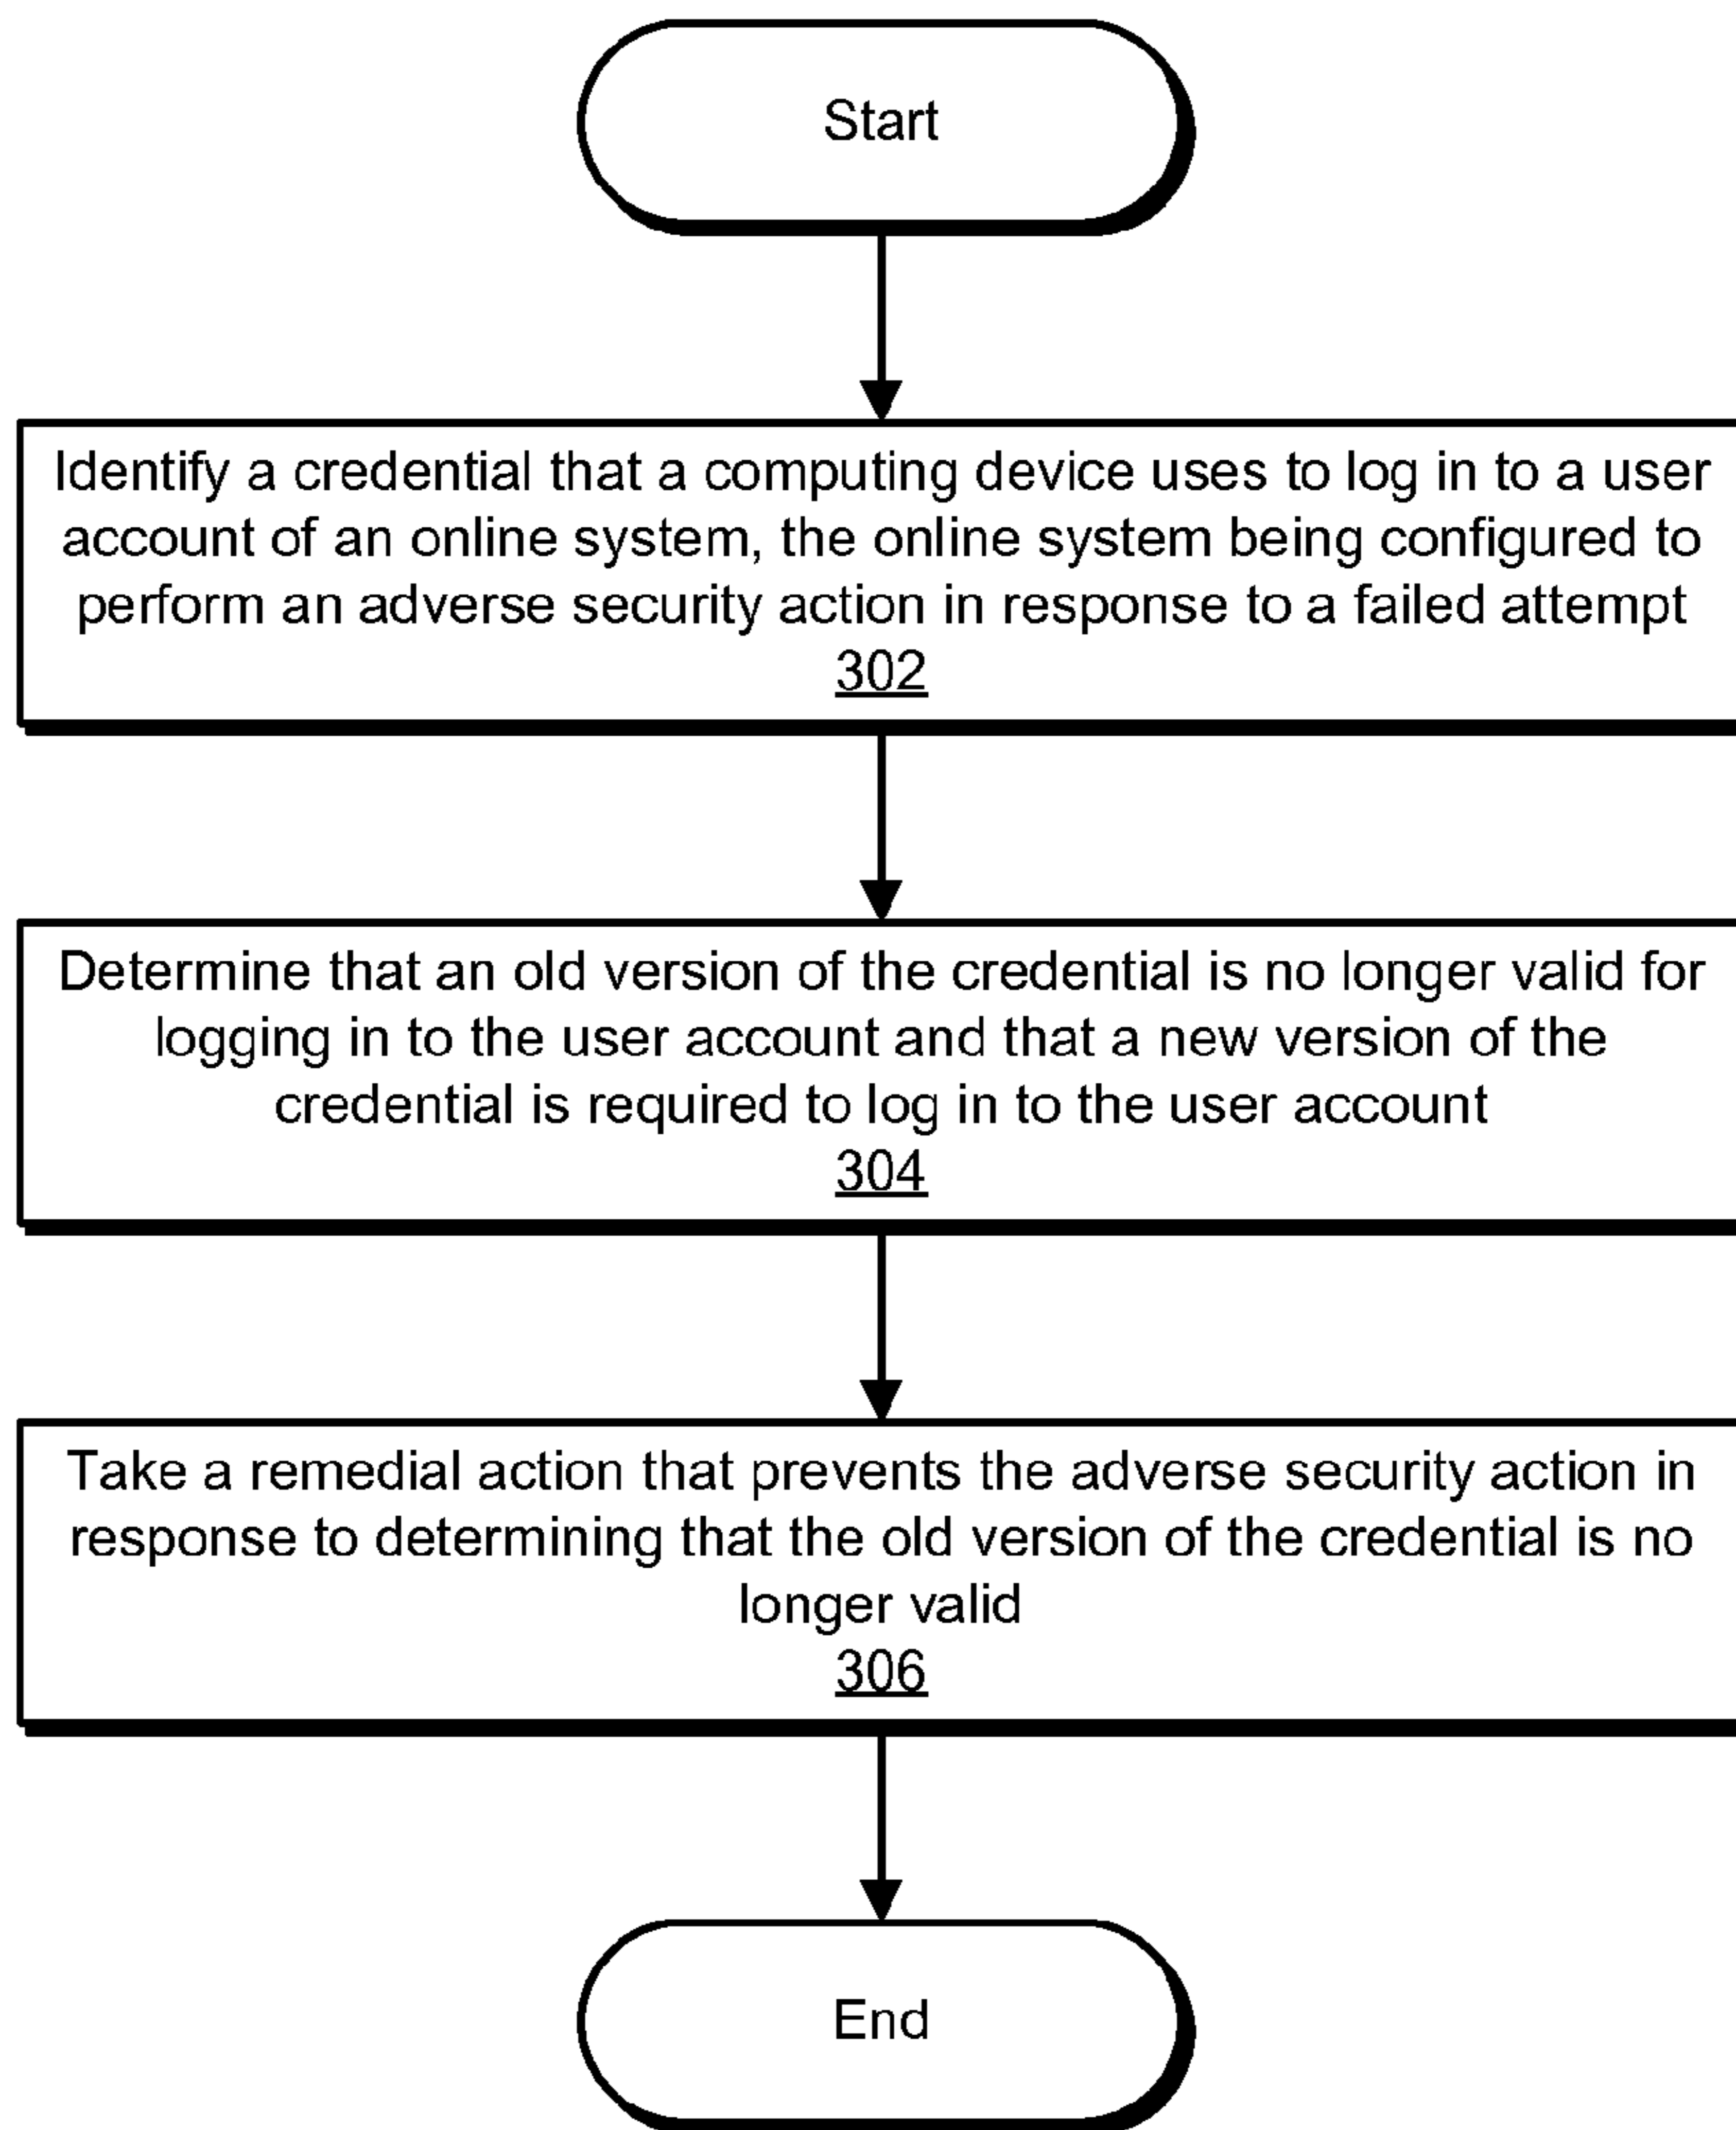 Start
Identify a credential that a computing device uses to log in to a user
account of an online system, the online system being configured to
perform an adverse security action in response to a failed attempt
302
Determine that an old version of the credential is no longer valid for
logging in to the user account and that a new version of the
credential is required to log in to the user account
304
Take a remedial action that prevents the adverse security action in
response to determining that the old version of the credential is no
longer valid
306
End